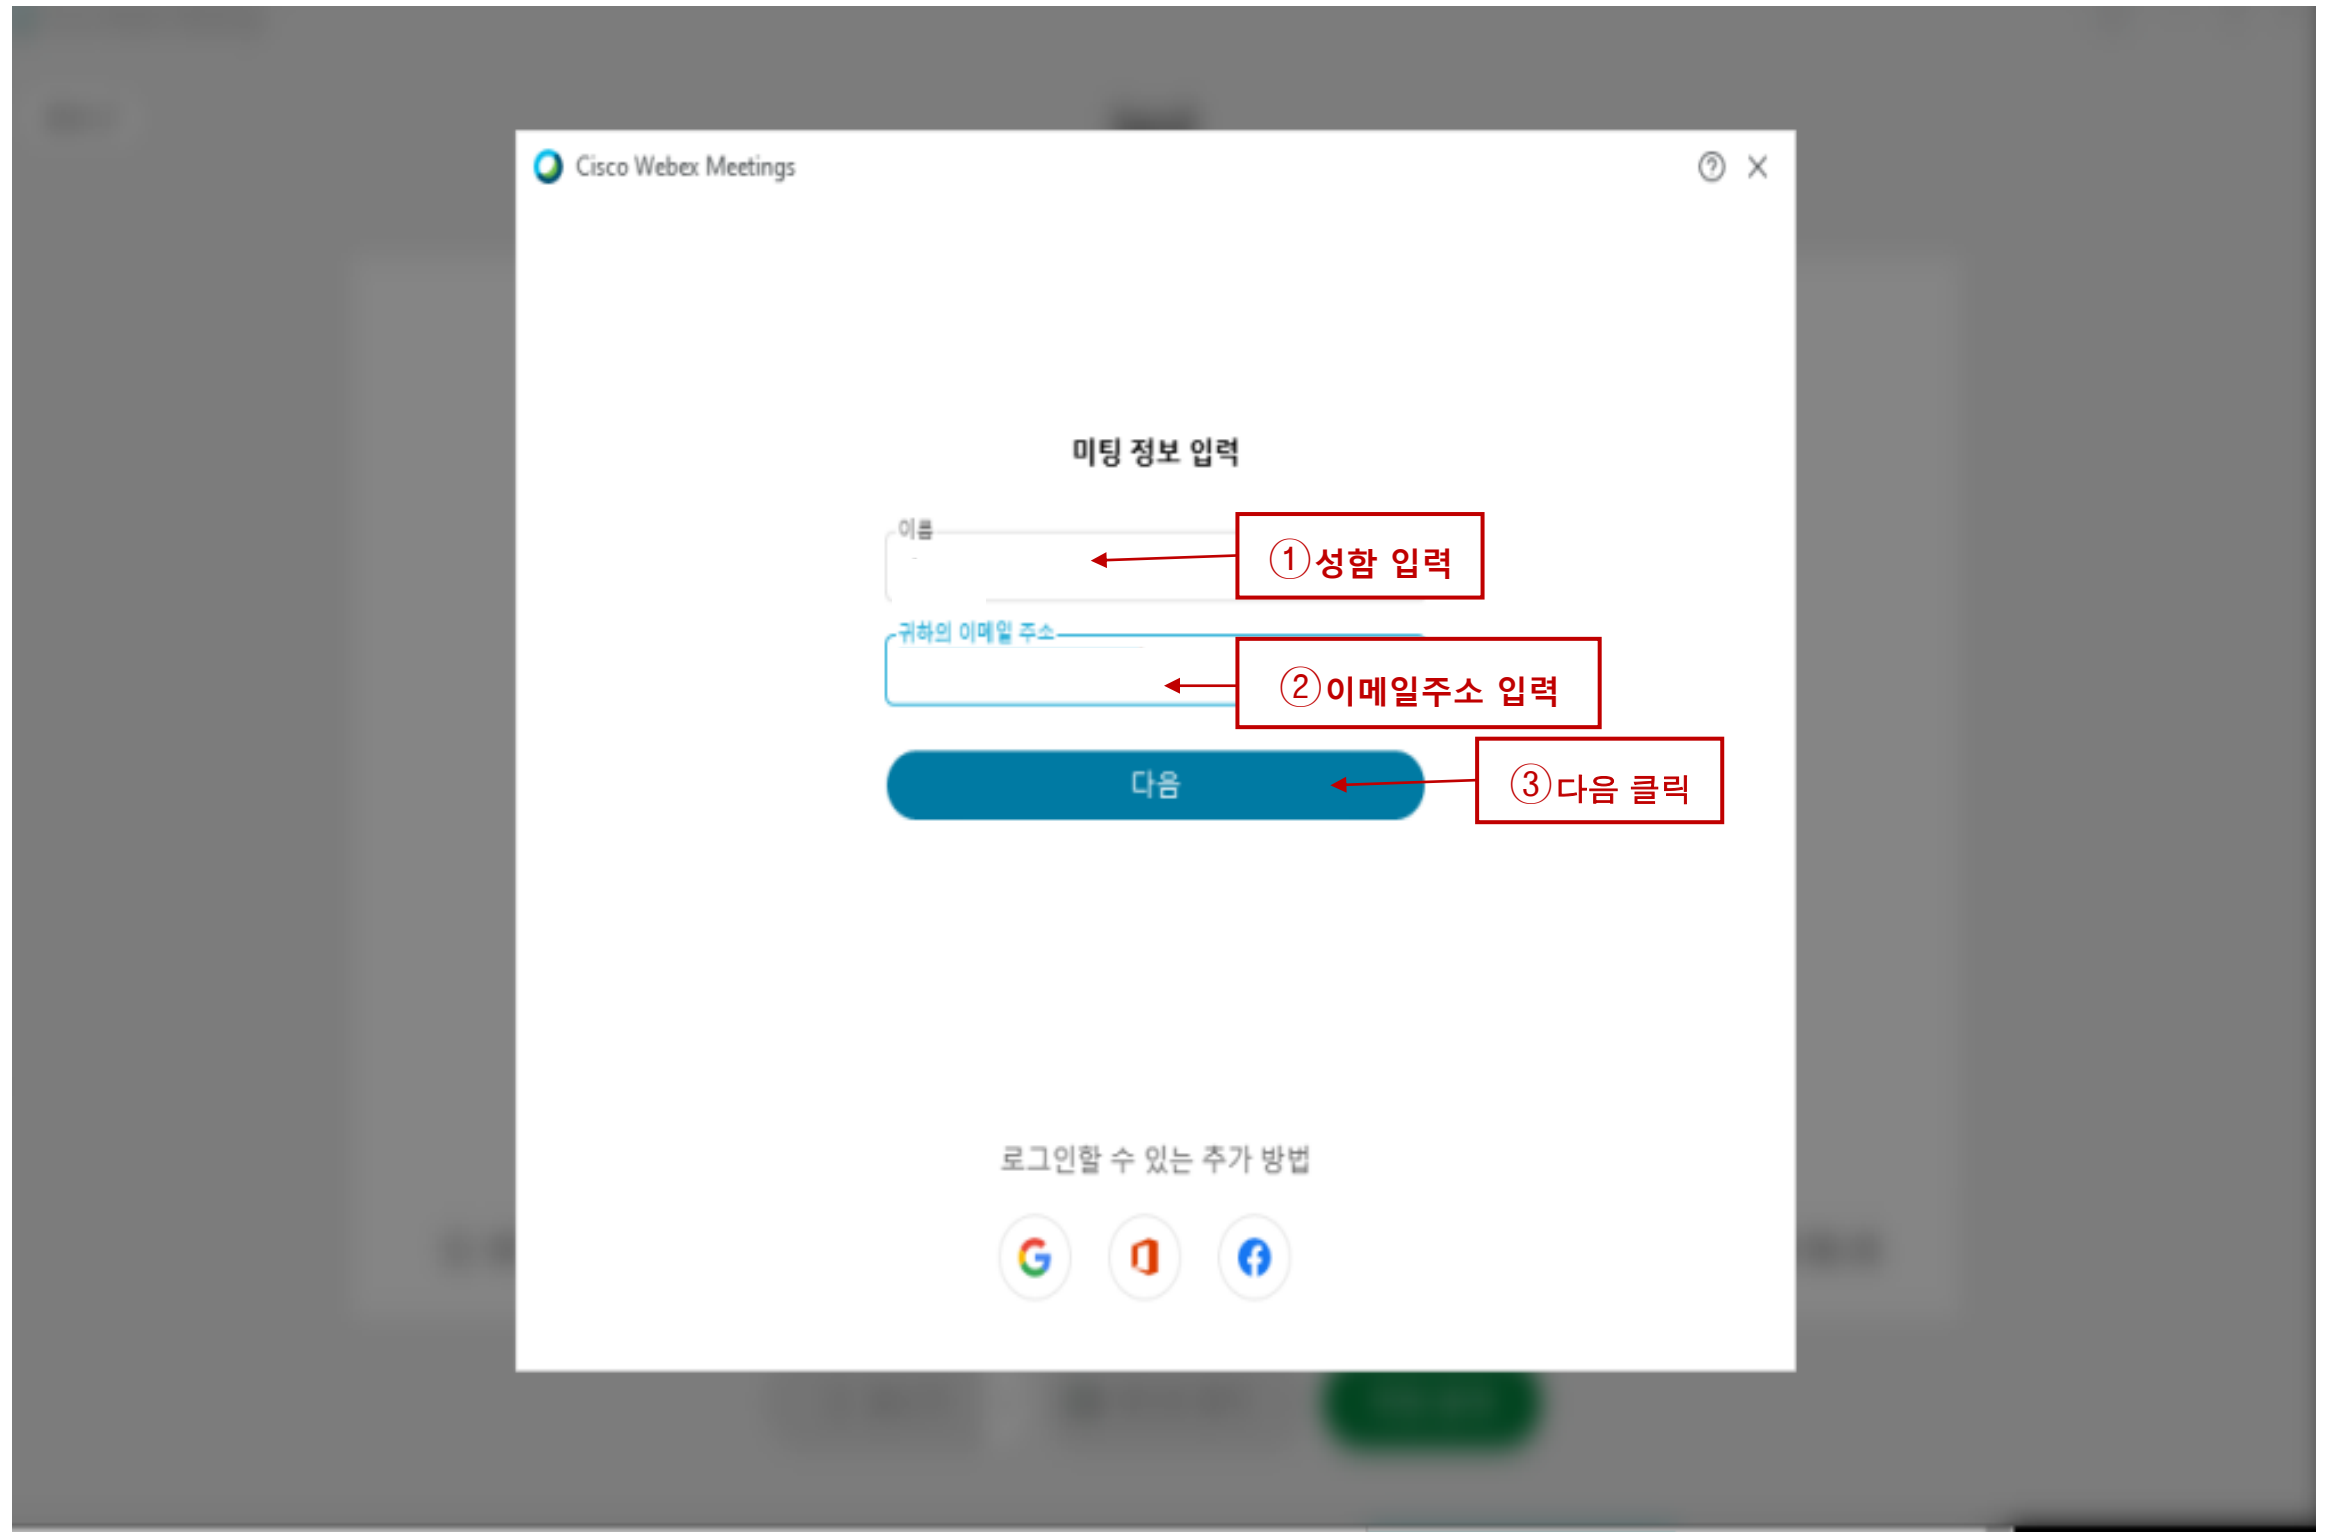 Cisco Webex Meetings
미팅 정보 입력
이름
①성함 입력
귀하의 이메일 주소
②이메일주소 입력
다음
③다음 클릭
로그인할 수 있는 추가 방법